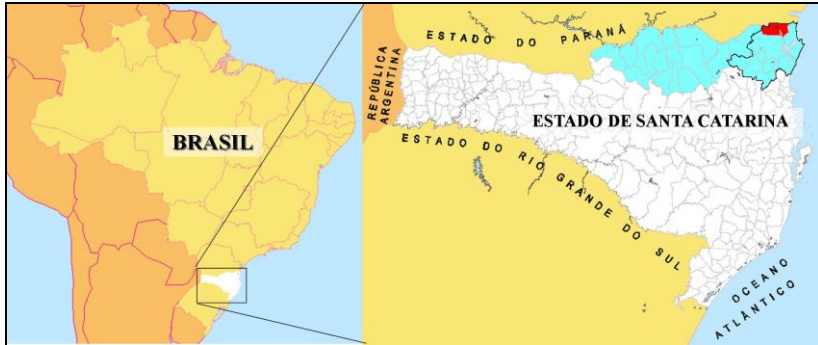 BRASIL
ESTADO DO PARANÁ
REPÚBLICA
ARGENTINA
ESTADO DE SANTA CATARINA
ESTADO DO RIO GRANDE DO SUL
OCEANO
ATLÂNTICO